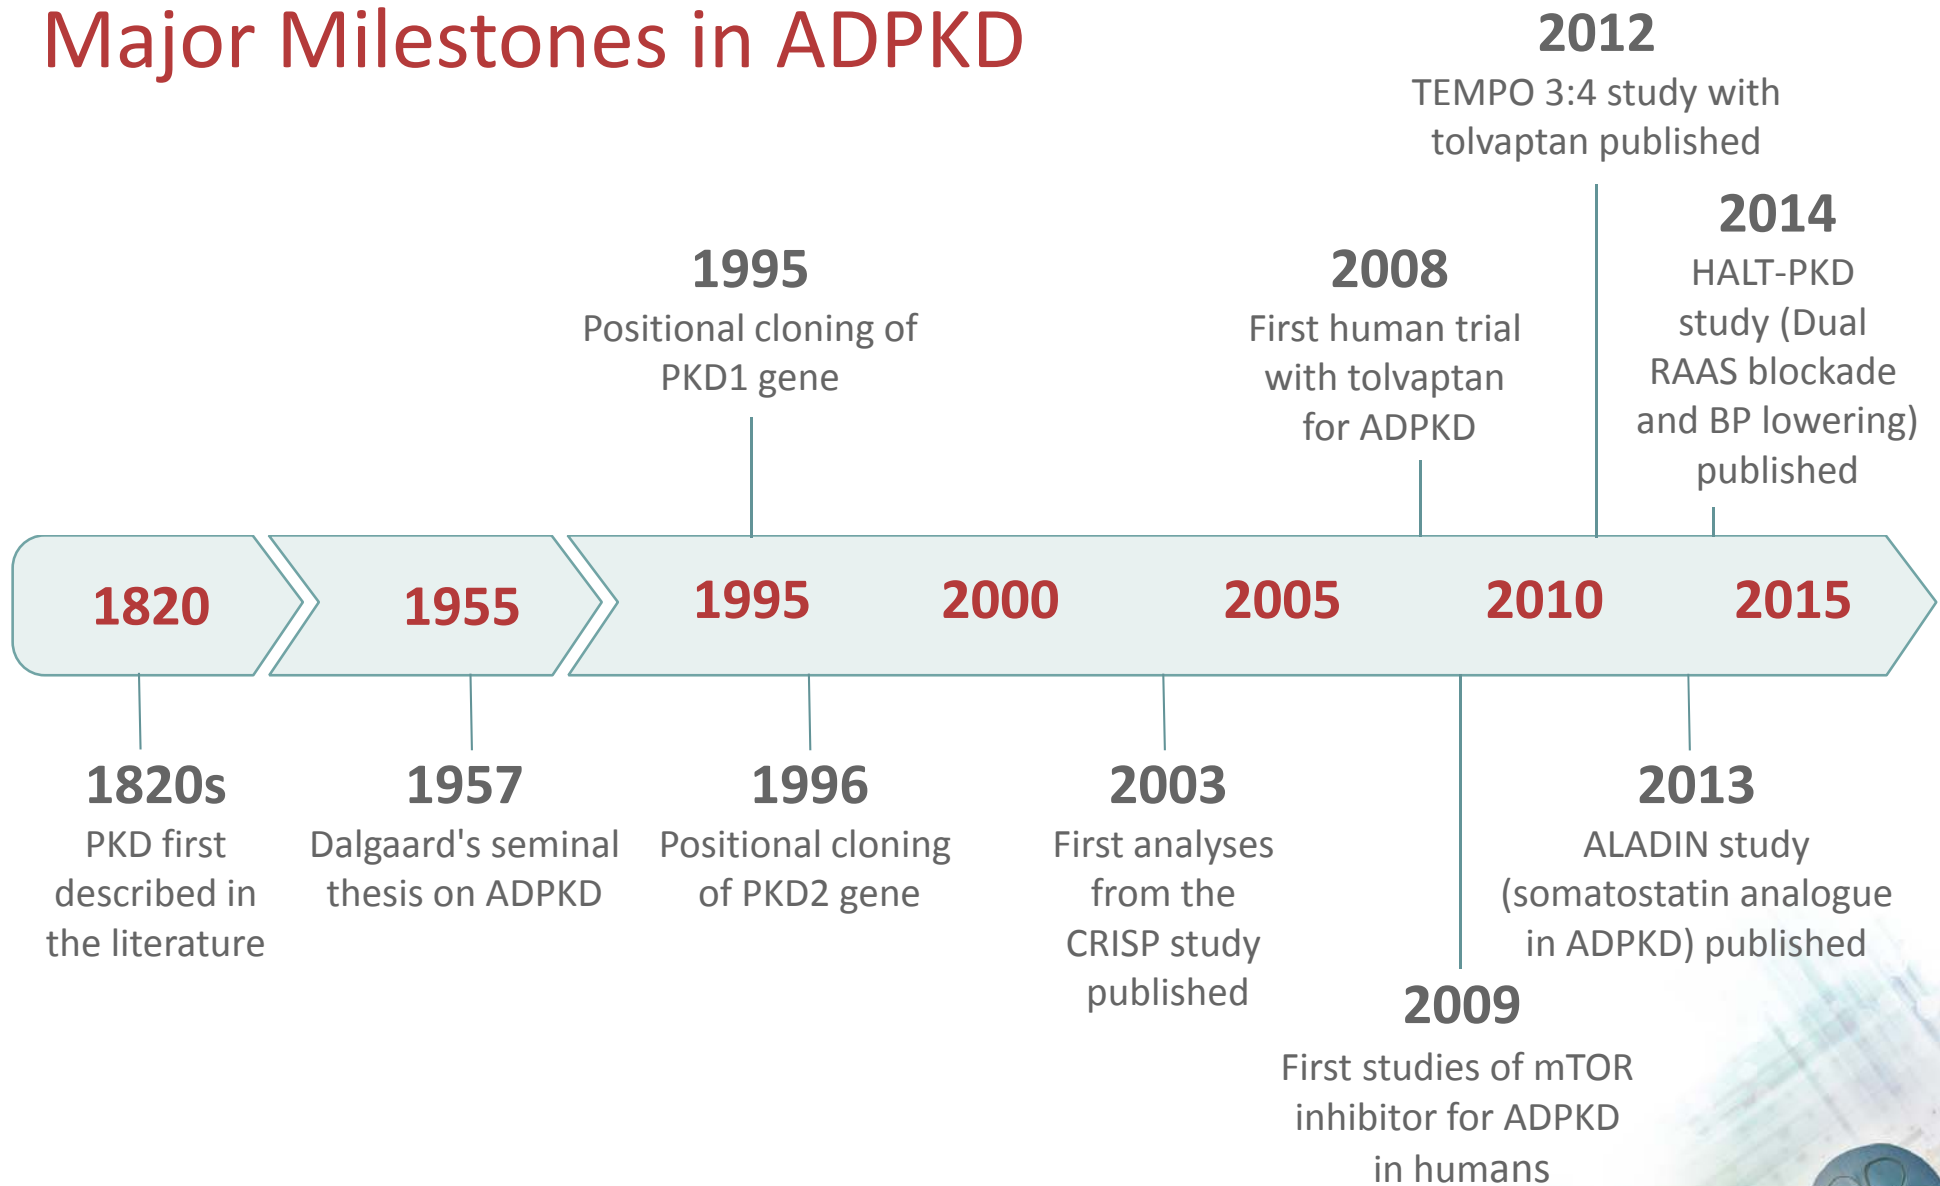 Major Milestones in ADPKD
2012
TEMPO 3:4 study with
tolvaptan published
2014
HALT-PKD
study (Dual
RAAS blockade
and BP lowering)
published
1995
Positional cloning of
PKD1 gene
2008
First human trial
with tolvaptan
for ADPKD
1820
1955
1995
2000
2005
2010
2015
1820s
PKD first
described in
the literature
1957
Dalgaard's seminal
thesis on ADPKD
1996
Positional cloning
of PKD2 gene
2003
First analyses
from the
CRISP study
published
2009
First studies of mTOR
inhibitor for ADPKD
in humans
2013
ALADIN study
(somatostatin analogue
in ADPKD) published